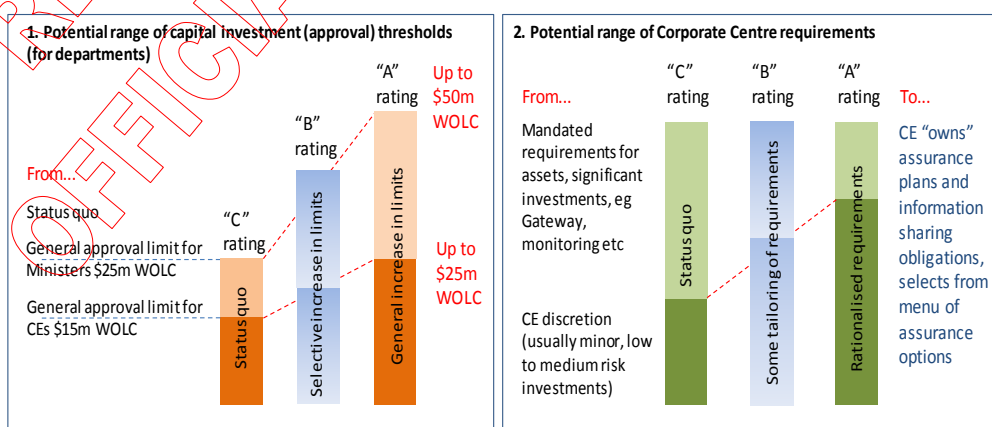 OFFICIA
1. Potential range of capital investment (approval) thresholds
(for departments)
"A"
rating
Up to
$50m
WOLC
"B"
rating
From...
Status quo
"C"
rating
General approval limit for
Ministers $25m WOLC
General approval limit for
CEs $15m WOLC
Up to
$25m
WOLC
Status quo
Selective increase in limits
General increase in limits
2. Potential range of Corporate Centre requirements
From...
"C"
rating
"B"
rating
"A"
rating
To...
Mandated
requirements for
assets, significant
investments, eg
Gateway,
monitoring etc
CE discretion
(usually minor, low
to medium risk
investments)
Status quo
Some tailoring of requirements
Rationalised requirements
CE "owns"
assurance
plans and
information
sharing
obligations,
selects from
menu of
assurance
options